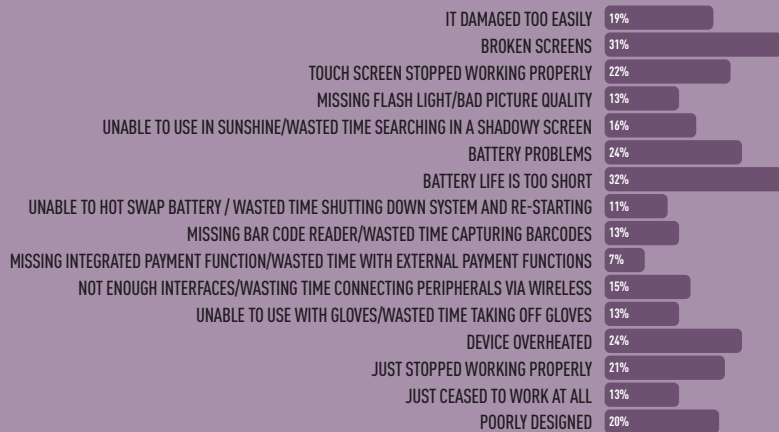 IT DAMAGED TOO EASILY 19%
BROKEN SCREENS 31%
TOUCH SCREEN STOPPED WORKING PROPERLY 22%
MISSING FLASH LIGHT/BAD PICTURE QUALITY 13%
UNABLE TO USE IN SUNSHINE/WASTED TIME SEARCHING IN A SHADOWY SCREEN 16%
BATTERY PROBLEMS 24%
BATTERY LIFE IS TOO SHORT 32%
UNABLE TO HOT SWAP BATTERY / WASTED TIME SHUTTING DOWN SYSTEM AND RE-STARTING 11%
MISSING BAR CODE READER/WASTED TIME CAPTURING BARCODES 13%
MISSING INTEGRATED PAYMENT FUNCTION/WASTED TIME WITH EXTERNAL PAYMENT FUNCTIONS 7%
NOT ENOUGH INTERFACES/WASTING TIME CONNECTING PERIPHERALS VIA WIRELESS 15%
UNABLE TO USE WITH GLOVES/WASTED TIME TAKING OFF GLOVES 13%
DEVICE OVERHEATED 24%
JUST STOPPED WORKING PROPERLY 21%
JUST CEASED TO WORK AT ALL 13%
POORLY DESIGNED 20%